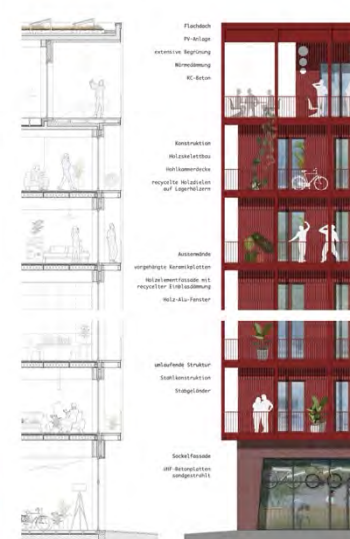 Flachdach
PV-Anlage
extensive Begrünung
Wärmedämmung
RC-Beton
Konstruktion
Holzskelettbau
Hohlkammerdecke
recycelte Holzdielen
auf Lagerhölzern
Aussenwände
vorgehängte Keramikplatten
Holzelementfassade mit
recycelter Einblasdämmung
Holz-Alu-Fenster
umlaufende Struktur
Stahlkonstruktion
Stabgeländer
Sockelfassade
UHF-Betonplatten
sandgestrahlt